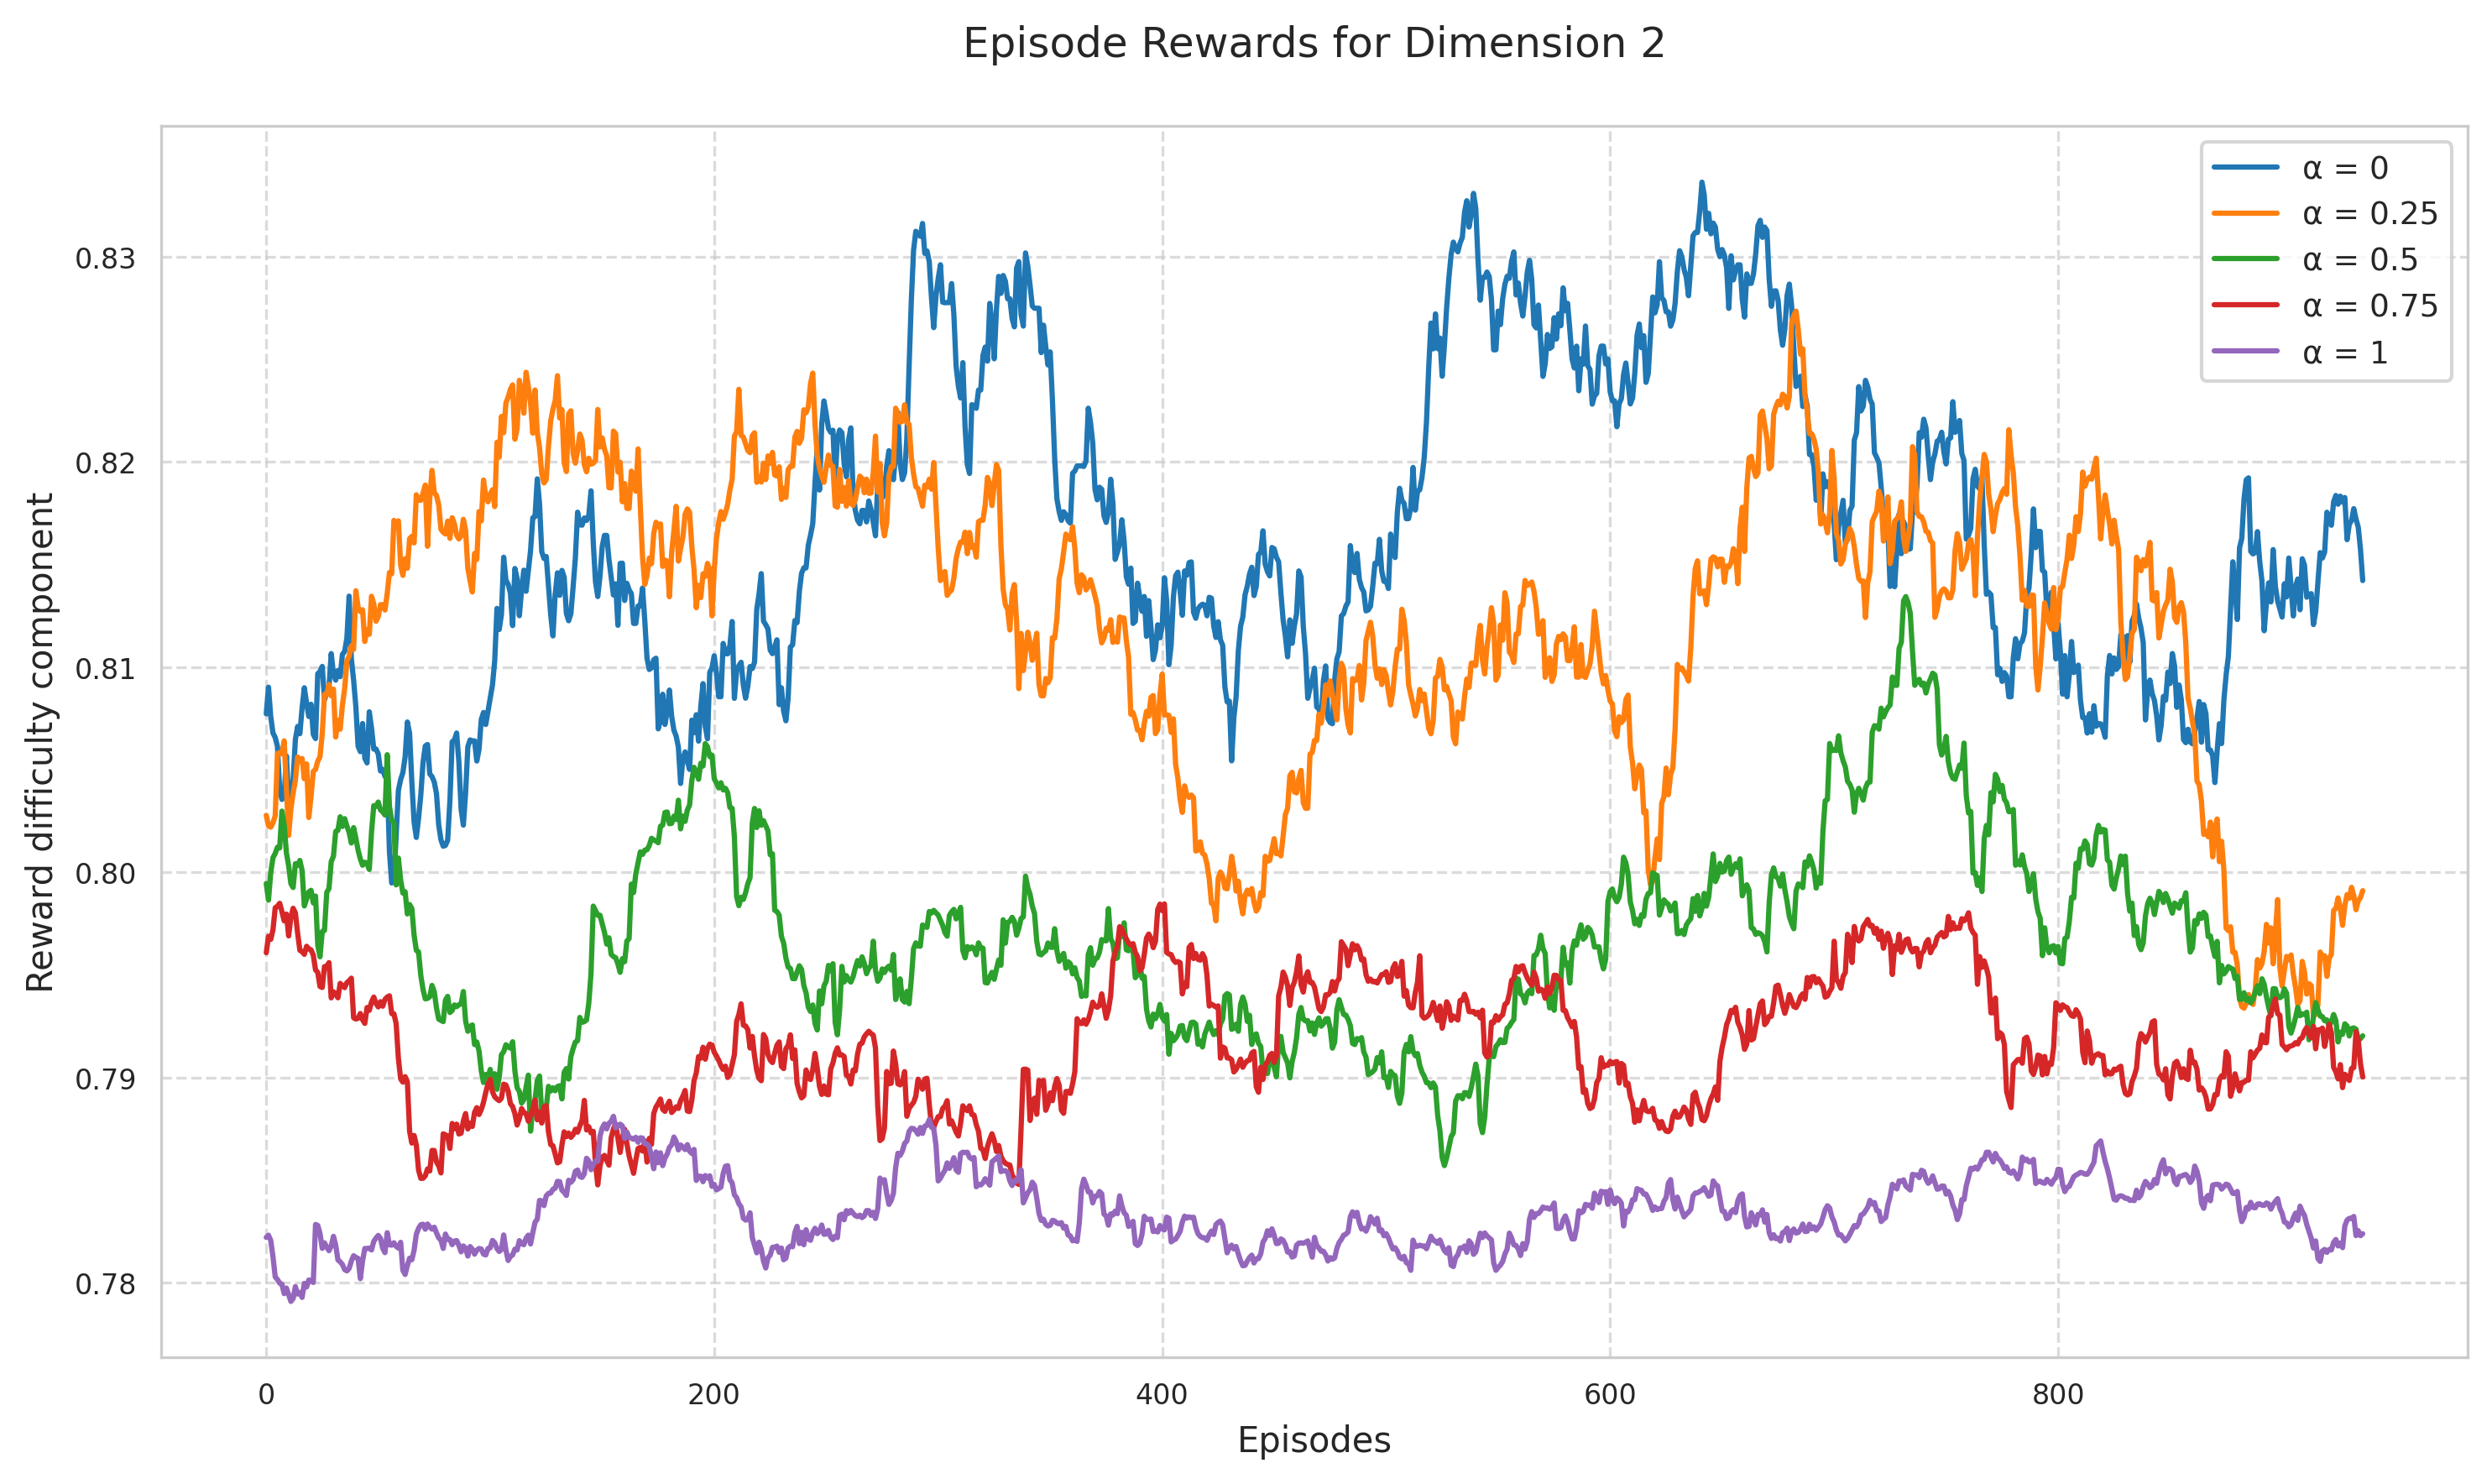 Episode Rewards for Dimension 2
α = 0
α = 0.25
α = 0.5
α = 0.75
α = 1
Reward difficulty component
0.83
0.82
0.81
0.80
0.79
0.78
0 200 400 600 800
Episodes